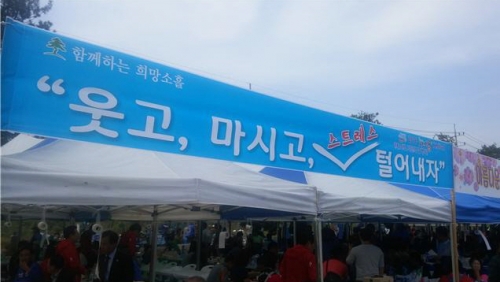 함께하는 희망소흘
“웃고, 마시고, 스트레스 털어내자”